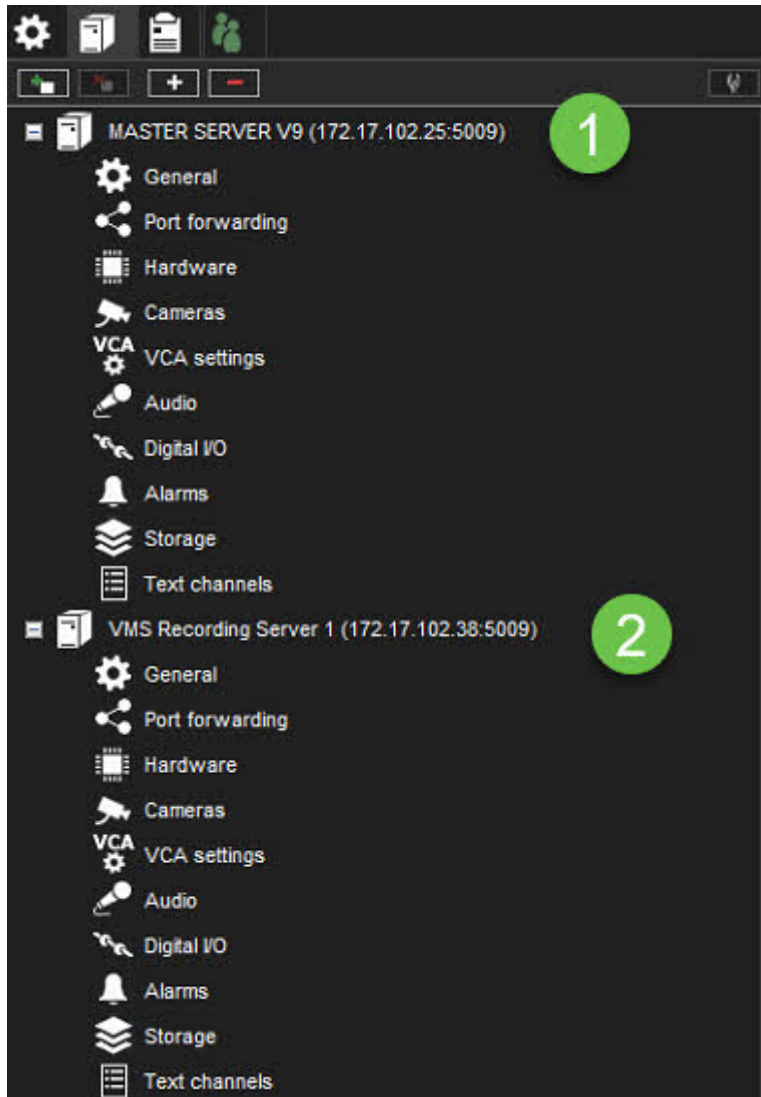 MASTER SERVER V9 (172.17.102.25:5009)
1
General
Port forwarding
Hardware
Cameras
VCA
VCA settings
Audio
Digital I/O
Alarms
Storage
Text channels
VMS Recording Server 1 (172.17.102.38:5009)
2
General
Port forwarding
Hardware
Cameras
VCA
VCA settings
Audio
Digital I/O
Alarms
Storage
Text channels